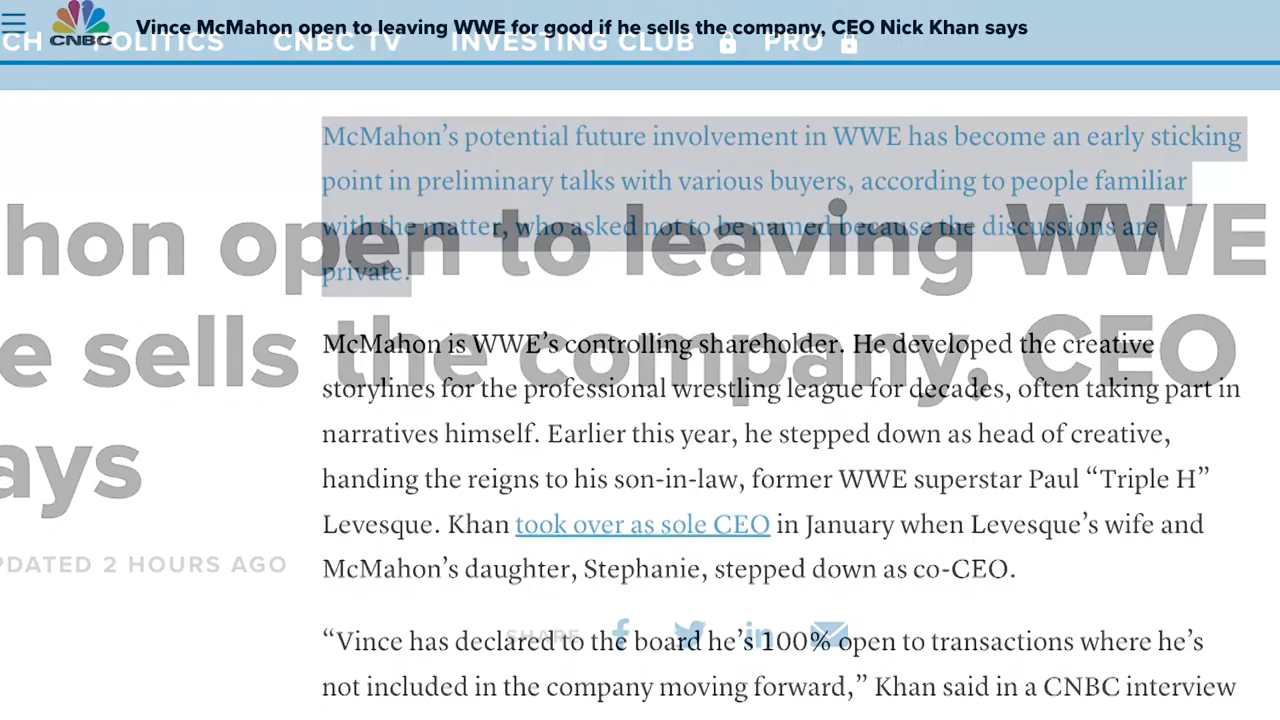 Vince McMahon open to leaving WWE for good if he sells the company, CEO Nick Khan says
CNBC
CH POLITICS CNBC TV INVESTING CLUB PRO
McMahon’s potential future involvement in WWE has become an early sticking
point in preliminary talks with various buyers, according to people familiar
with the matter, who asked not to be named because the discussions are
private.
hon open to leaving WWE
e sells the company, CEO
ays
McMahon is WWE’s controlling shareholder. He developed the creative
storylines for the professional wrestling league for decades, often taking part in
narratives himself. Earlier this year, he stepped down as head of creative,
handing the reigns to his son-in-law, former WWE superstar Paul “Triple H”
Levesque. Khan took over as sole CEO in January when Levesque’s wife and
McMahon’s daughter, Stephanie, stepped down as co-CEO.
PDATED 2 HOURS AGO
SHARE
“Vince has declared to the board he’s 100% open to transactions where he’s
not included in the company moving forward,” Khan said in a CNBC interview